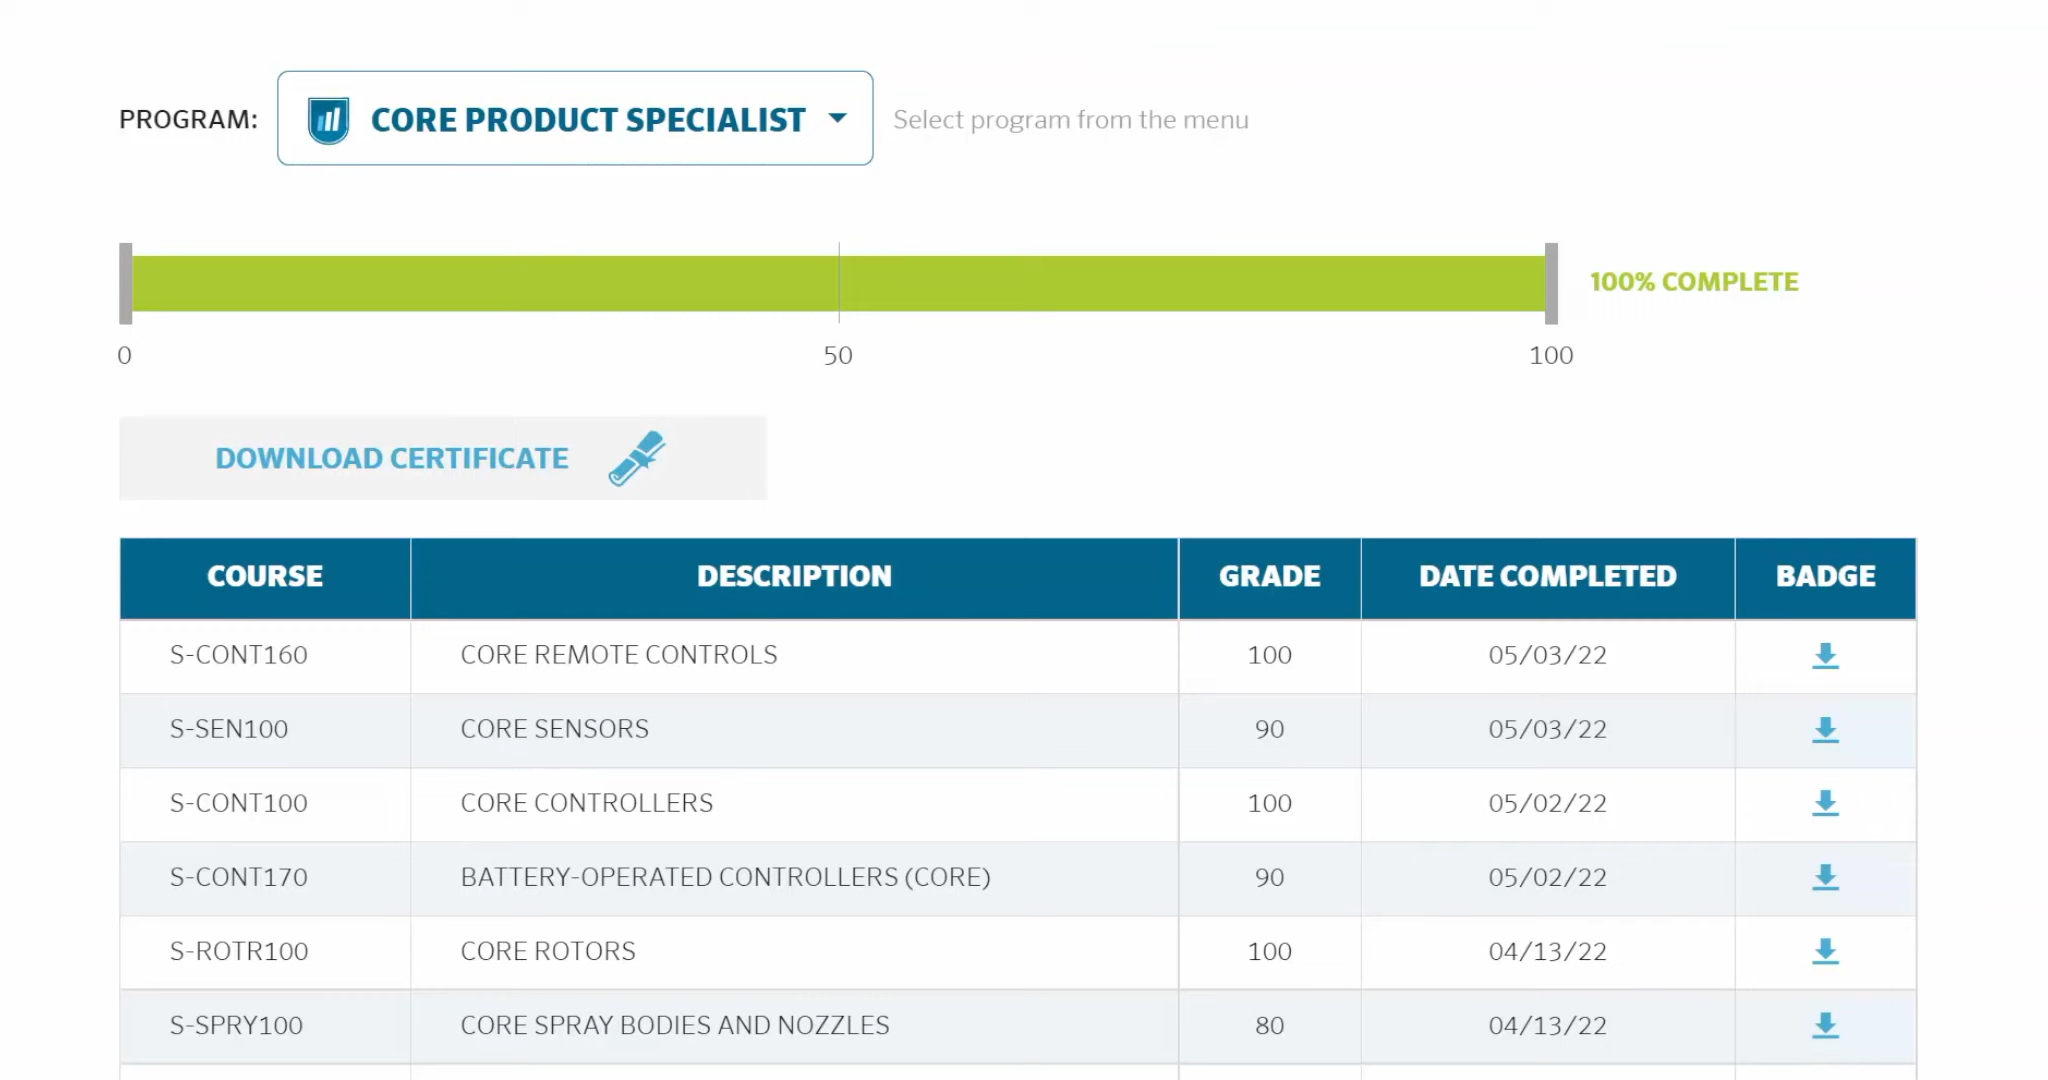 PROGRAM: CORE PRODUCT SPECIALIST Select program from the menu
100% COMPLETE
0 50 100
DOWNLOAD CERTIFICATE
COURSE DESCRIPTION GRADE DATE COMPLETED BADGE
S-CONT160 CORE REMOTE CONTROLS 100 05/03/22
S-SEN100 CORE SENSORS 90 05/03/22
S-CONT100 CORE CONTROLLERS 100 05/02/22
S-CONT170 BATTERY-OPERATED CONTROLLERS (CORE) 90 05/02/22
S-ROTR100 CORE ROTORS 100 04/13/22
S-SPRY100 CORE SPRAY BODIES AND NOZZLES 80 04/13/22